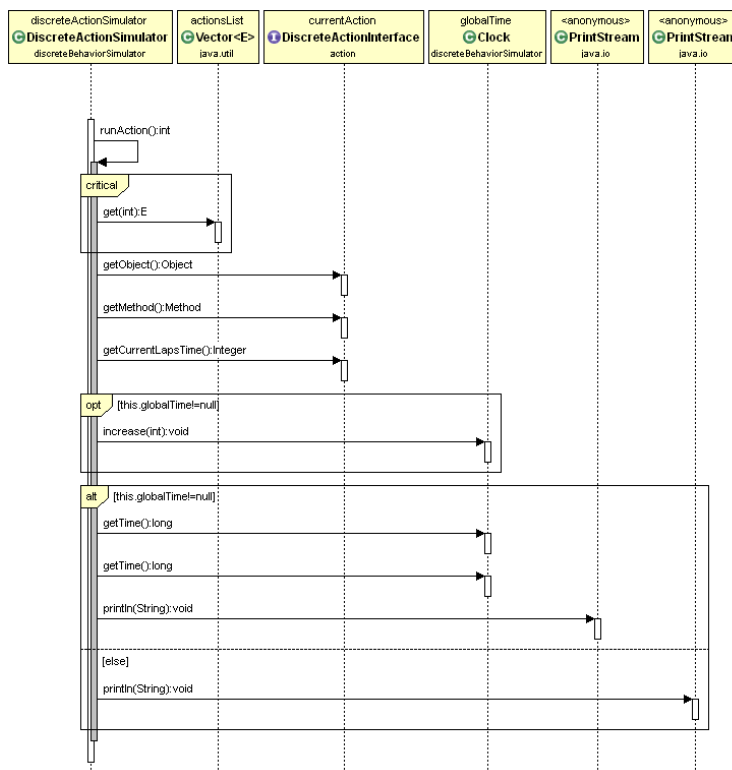 discreteActionSimulator
DiscreteActionSimulator
discreteBehaviorSimulator
actionsList
Vector<E>
java.util
currentAction
DiscreteActionInterface
action
globalTime
Clock
discreteBehaviorSimulator
<anonymous>
PrintStream
java.io
<anonymous>
PrintStream
java.io
runAction():int
critical
get(int):E
getObject():Object
getMethod():Method
getCurrentLapsTime():Integer
opt [this.globalTime!=null]
increase(int):void
alt [this.globalTime!=null]
getTime():long
getTime():long
println(String):void
[else]
println(String):void